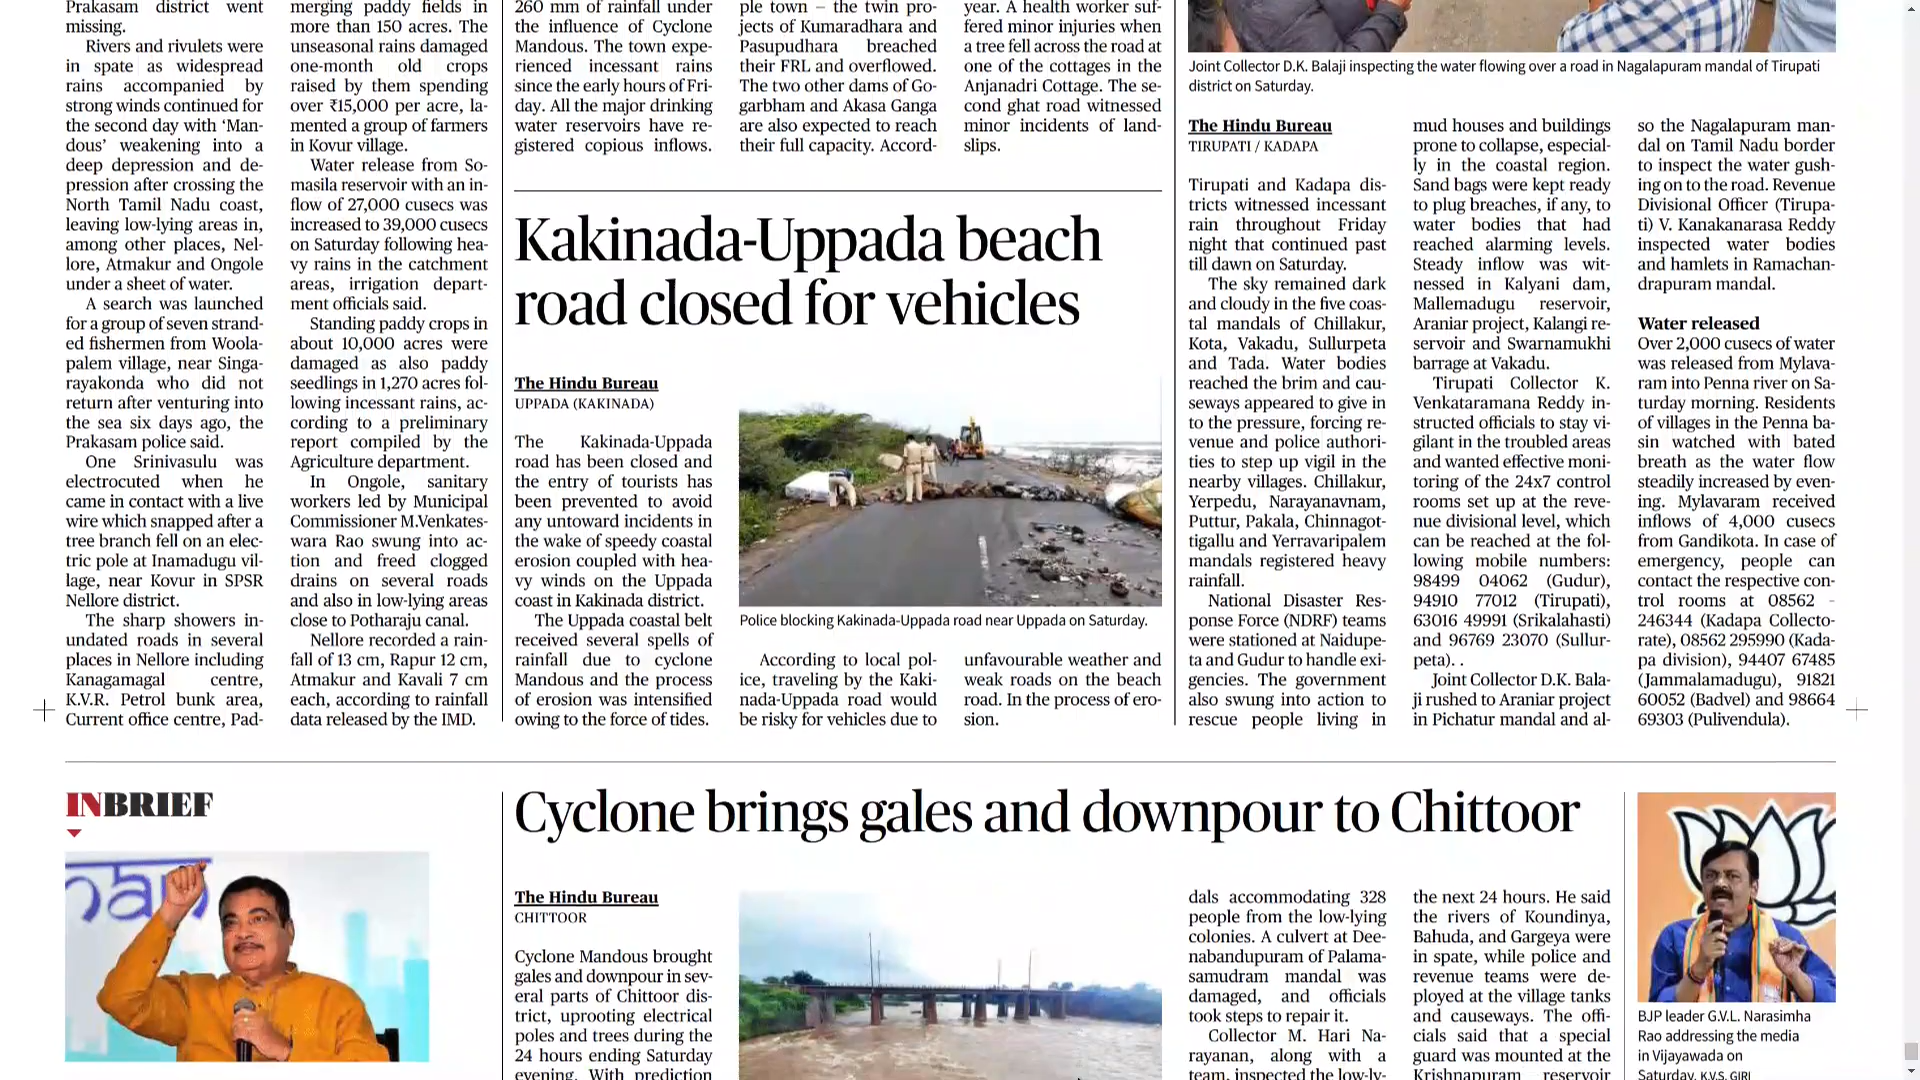 Prakasam district went
missing.
Rivers and rivulets were
in spate as widespread
rains accompanied by
strong winds continued for
the second day with ‘Man-
dous’ weakening into a
deep depression and de-
pression after crossing the
North Tamil Nadu coast,
leaving low-lying areas in,
among other places, Nel-
lore, Atmakur and Ongole
under a sheet of water.
A search was launched
for a group of seven strand-
ed fishermen from Woola-
palem village, near Singa-
rayakonda who did not
return after venturing into
the sea six days ago, the
Prakasam police said.
One Srinivasulu was
electrocuted when he
came in contact with a live
wire which snapped after a
tree branch fell on an elec-
tric pole at Inamadugu vil-
lage, near Kovur in SPSR
Nellore district.
The sharp showers in-
undated roads in several
places in Nellore including
Kanagamagal centre,
K.V.R. Petrol bunk area,
Current office centre, Pad-
merging paddy fields in
more than 150 acres. The
unseasonal rains damaged
one-month old crops
raised by them spending
over ₹15,000 per acre, la-
mented a group of farmers
in Kovur village.
Water release from So-
masila reservoir with an in-
flow of 27,000 cusecs was
increased to 39,000 cusecs
on Saturday following hea-
vy rains in the catchment
areas, irrigation depart-
ment officials said.
Standing paddy crops in
about 10,000 acres were
damaged as also paddy
seedlings in 1,270 acres fol-
lowing incessant rains, ac-
cording to a preliminary
report compiled by the
Agriculture department.
In Ongole, sanitary
workers led by Municipal
Commissioner M.Venkates-
wara Rao swung into ac-
tion and freed clogged
drains on several roads
and also in low-lying areas
close to Potharaju canal.
Nellore recorded a rain-
fall of 13 cm, Rapur 12 cm,
Atmakur and Kavali 7 cm
each, according to rainfall
data released by the IMD.
260 mm of rainfall under
the influence of Cyclone
Mandous. The town expe-
rienced incessant rains
since the early hours of Fri-
day. All the major drinking
water reservoirs have re-
gistered copious inflows.
ple town – the twin pro-
jects of Kumaradhara and
Pasupudhara breached
their FRL and overflowed.
The two other dams of Go-
garbham and Akasa Ganga
are also expected to reach
their full capacity. Accord-
year. A health worker suf-
fered minor injuries when
a tree fell across the road at
one of the cottages in the
Anjanadri Cottage. The se-
cond ghat road witnessed
minor incidents of land-
slips.
Kakinada-Uppada beach
road closed for vehicles
The Hindu Bureau
UPPADA (KAKINADA)
The Kakinada-Uppada
road has been closed and
the entry of tourists has
been prevented to avoid
any untoward incidents in
the wake of speedy coastal
erosion coupled with hea-
vy winds on the Uppada
coast in Kakinada district.
The Uppada coastal belt
received several spells of
rainfall due to cyclone
Mandous and the process
of erosion was intensified
owing to the force of tides.
Police blocking Kakinada-Uppada road near Uppada on Saturday.
According to local pol-
ice, traveling by the Kaki-
nada-Uppada road would
be risky for vehicles due to
unfavourable weather and
weak roads on the beach
road. In the process of ero-
sion.
Joint Collector D.K. Balaji inspecting the water flowing over a road in Nagalapuram mandal of Tirupati
district on Saturday.
The Hindu Bureau
TIRUPATI / KADAPA
Tirupati and Kadapa dis-
tricts witnessed incessant
rain throughout Friday
night that continued past
till dawn on Saturday.
The sky remained dark
and cloudy in the five coas-
tal mandals of Chillakur,
Kota, Vakadu, Sullurpeta
and Tada. Water bodies
reached the brim and cau-
seways appeared to give in
to the pressure, forcing re-
venue and police authori-
ties to step up vigil in the
nearby villages. Chillakur,
Yerpedu, Narayanavnam,
Puttur, Pakala, Chinnagot-
tigallu and Yerravaripalem
mandals registered heavy
rainfall.
National Disaster Res-
ponse Force (NDRF) teams
were stationed at Naidupe-
ta and Gudur to handle exi-
gencies. The government
also swung into action to
rescue people living in
mud houses and buildings
prone to collapse, especial-
ly in the coastal region.
Sand bags were kept ready
to plug breaches, if any, to
water bodies that had
reached alarming levels.
Steady inflow was wit-
nessed in Kalyani dam,
Mallemadugu reservoir,
Araniar project, Kalangi re-
servoir and Swarnamukhi
barrage at Vakadu.
Tirupati Collector K.
Venkataramana Reddy in-
structed officials to stay vi-
gilant in the troubled areas
and wanted effective moni-
toring of the 24x7 control
rooms set up at the reve-
nue divisional level, which
can be reached at the fol-
lowing mobile numbers:
98499 04062 (Gudur),
94910 77012 (Tirupati),
63016 49991 (Srikalahasti)
and 96769 23070 (Sullur-
peta). .
Joint Collector D.K. Bala-
ji rushed to Araniar project
in Pichatur mandal and al-
so the Nagalapuram man-
dal on Tamil Nadu border
to inspect the water gush-
ing on to the road. Revenue
Divisional Officer (Tirupa-
ti) V. Kanakanarasa Reddy
inspected water bodies
and hamlets in Ramachan-
drapuram mandal.
Water released
Over 2,000 cusecs of water
was released from Mylava-
ram into Penna river on Sa-
turday morning. Residents
of villages in the Penna ba-
sin watched with bated
breath as the water flow
steadily increased by even-
ing. Mylavaram received
inflows of 4,000 cusecs
from Gandikota. In case of
emergency, people can
contact the respective con-
trol rooms at 08562 -
246344 (Kadapa Collecto-
rate), 08562 295990 (Kada-
pa division), 94407 67485
(Jammalamadugu), 91821
60052 (Badvel) and 98664
69303 (Pulivendula).
INBRIEF
Cyclone brings gales and downpour to Chittoor
The Hindu Bureau
CHITTOOR
Cyclone Mandous brought
gales and downpour in sev-
eral parts of Chittoor dis-
trict, uprooting electrical
poles and trees during the
24 hours ending Saturday
evening. With prediction
dals accommodating 328
people from the low-lying
colonies. A culvert at Dee-
nabandupuram of Palama-
samudram mandal was
damaged, and officials
took steps to repair it.
Collector M. Hari Na-
rayanan, along with a
team, inspected the low-ly-
the next 24 hours. He said
the rivers of Koundinya,
Bahuda, and Gargeya were
in spate, while police and
revenue teams were de-
ployed at the village tanks
and causeways. The offi-
cials said that a special
guard was mounted at the
Krishnapuram reservoir
BJP leader G.V.L. Narasimha
Rao addressing the media
in Vijayawada on
Saturday. K.V.S. GIRI